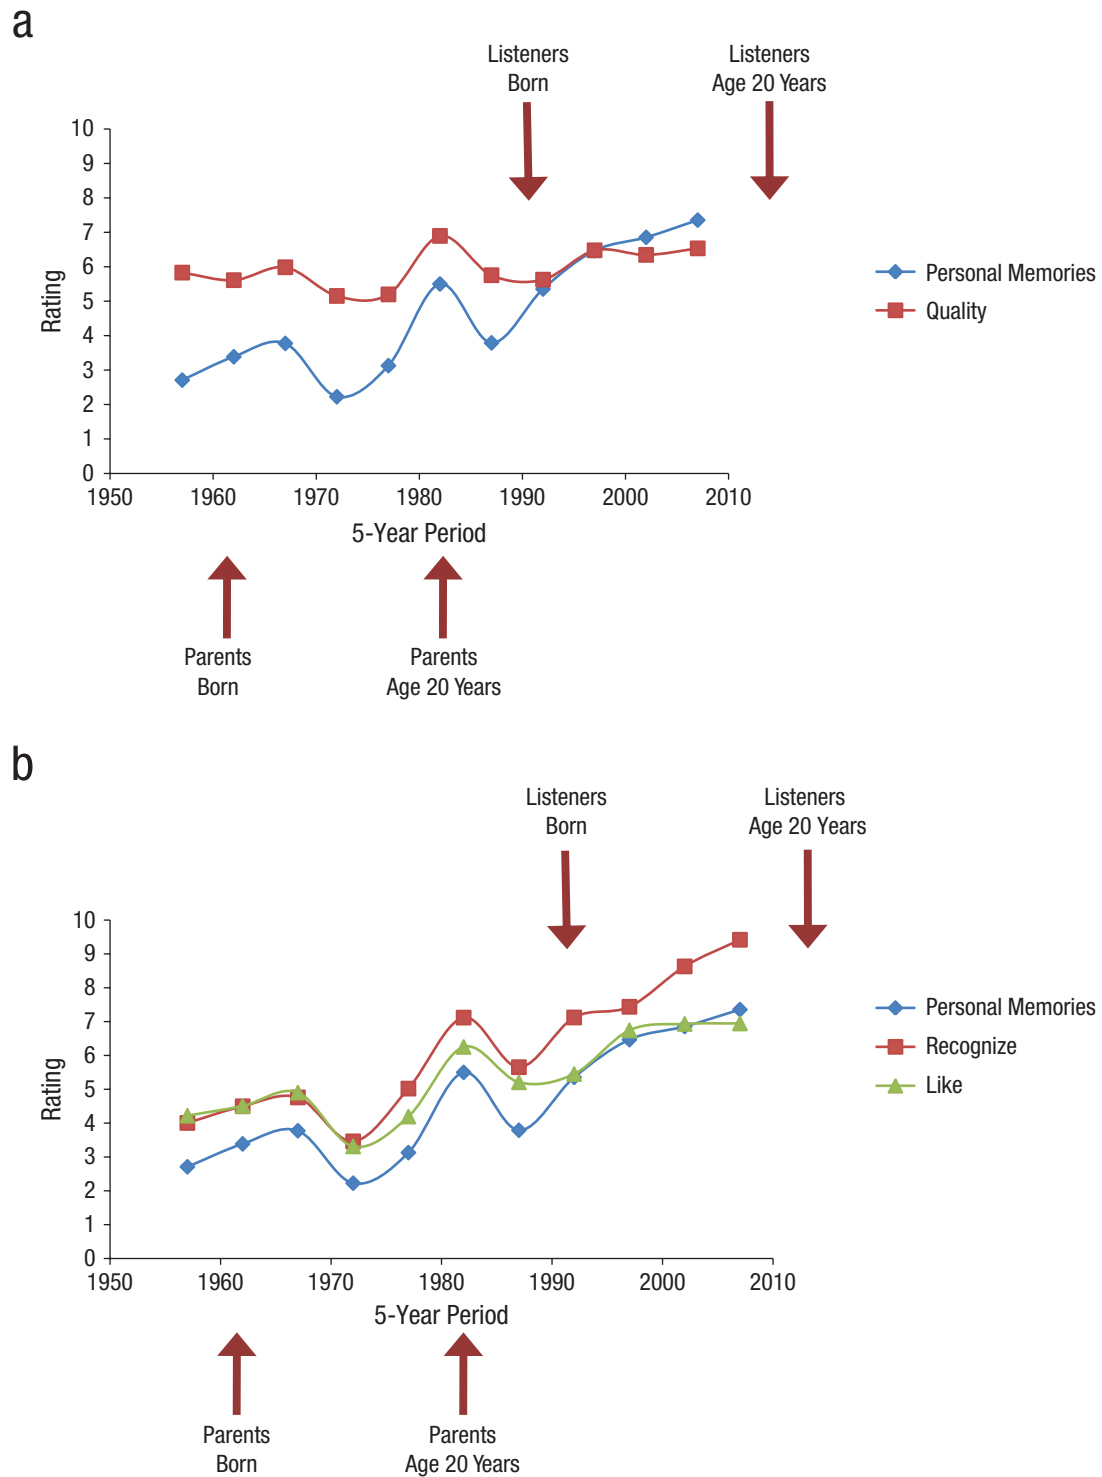 a
Listeners
Born
Listeners
Age 20 Years
10
9
8
7
6
5
4
3
2
1
0
Rating
1950 1960 1970 1980 1990 2000 2010
5-Year Period
Personal Memories
Quality
Parents
Born
Parents
Age 20 Years
b
Listeners
Born
Listeners
Age 20 Years
10
9
8
7
6
5
4
3
2
1
0
Rating
1950 1960 1970 1980 1990 2000 2010
5-Year Period
Personal Memories
Recognize
Like
Parents
Born
Parents
Age 20 Years